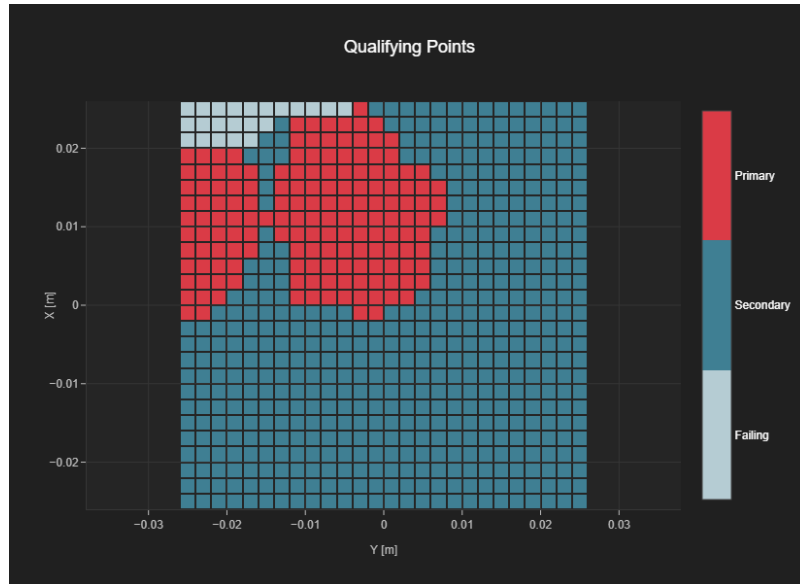 Qualifying Points
0.02
0.01
0
−0.01
−0.02
X [m]
−0.03
−0.02
−0.01
0
0.01
0.02
0.03
Y [m]
Primary
Secondary
Failing